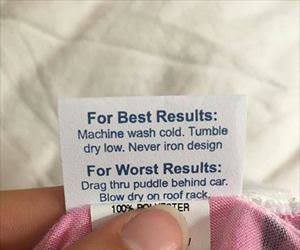 For Best Results:
Machine wash cold. Tumble
dry low. Never iron design
For Worst Results:
Drag thru puddle behind car.
Blow dry on roof rack.
100% POLYESTER